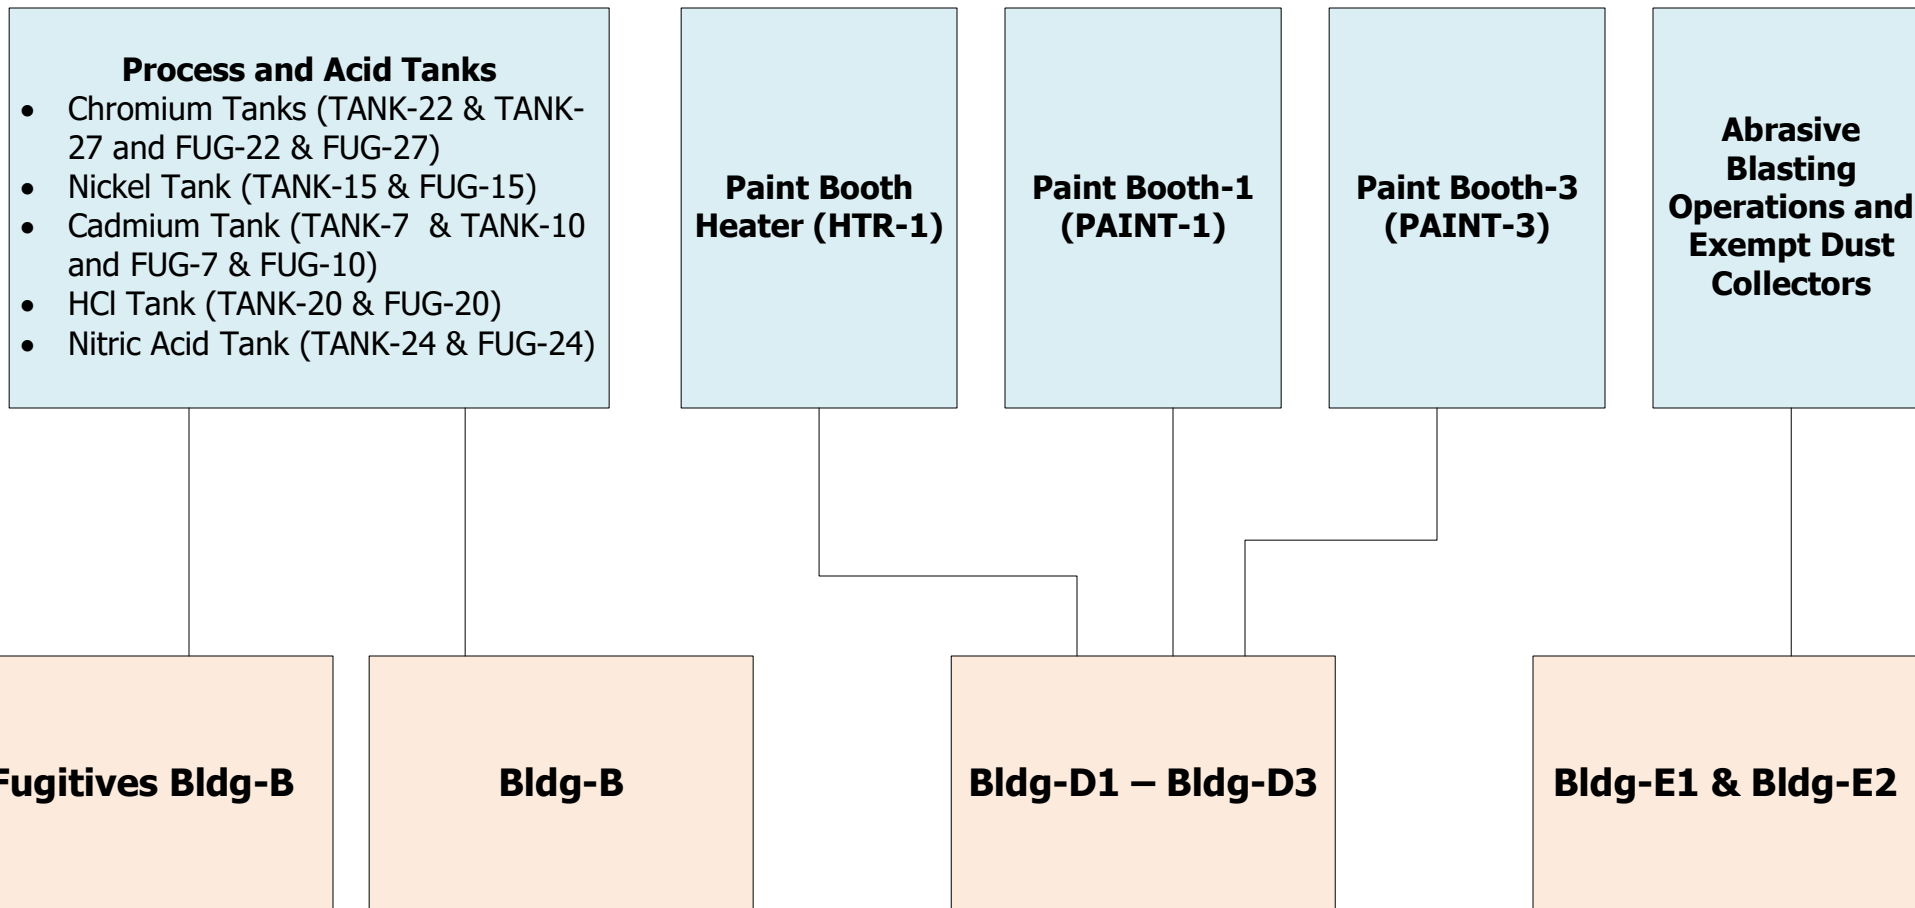 Process and Acid Tanks
• Chromium Tanks (TANK-22 & TANK-
27 and FUG-22 & FUG-27)
• Nickel Tank (TANK-15 & FUG-15)
• Cadmium Tank (TANK-7  & TANK-10
and FUG-7 & FUG-10)
• HCl Tank (TANK-20 & FUG-20)
• Nitric Acid Tank (TANK-24 & FUG-24)
Paint Booth
Heater (HTR-1)
Paint Booth-1
(PAINT-1)
Paint Booth-3
(PAINT-3)
Abrasive
Blasting
Operations and
Exempt Dust
Collectors
Fugitives Bldg-B
Bldg-B
Bldg-D1 – Bldg-D3
Bldg-E1 & Bldg-E2